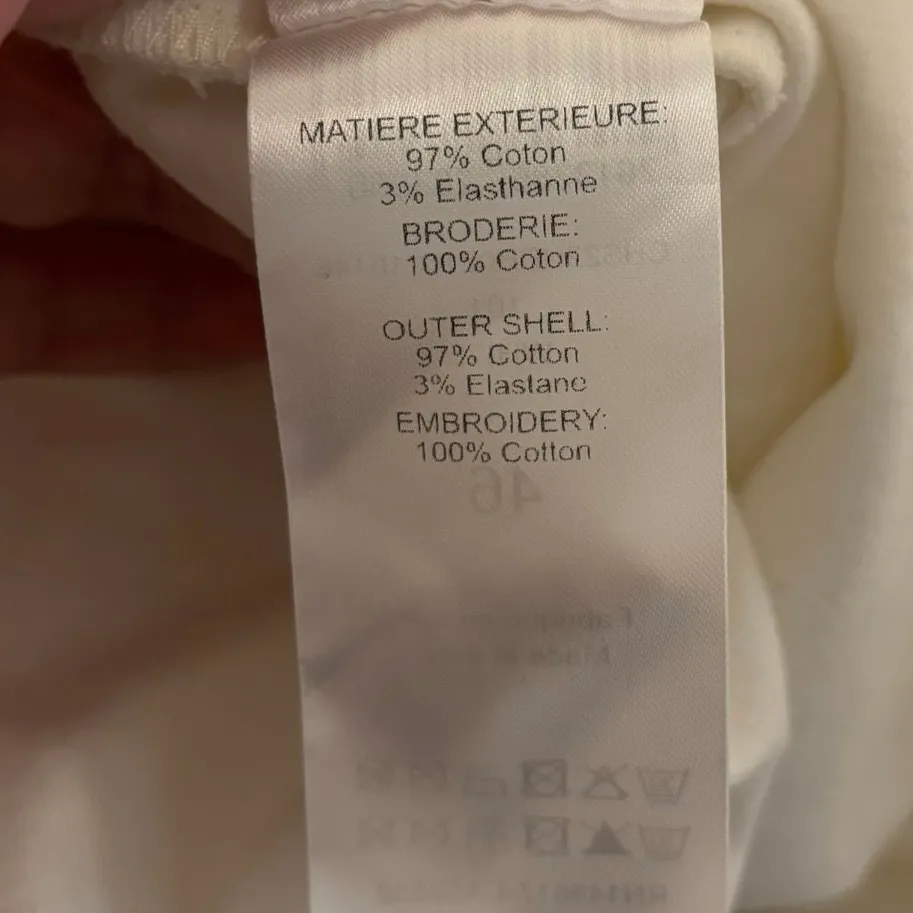 MATIERE EXTERIEURE:
97% Coton
3% Elasthanne
BRODERIE:
100% Coton
OUTER SHELL:
97% Cotton
3% Elastane
EMBROIDERY:
100% Cotton
46